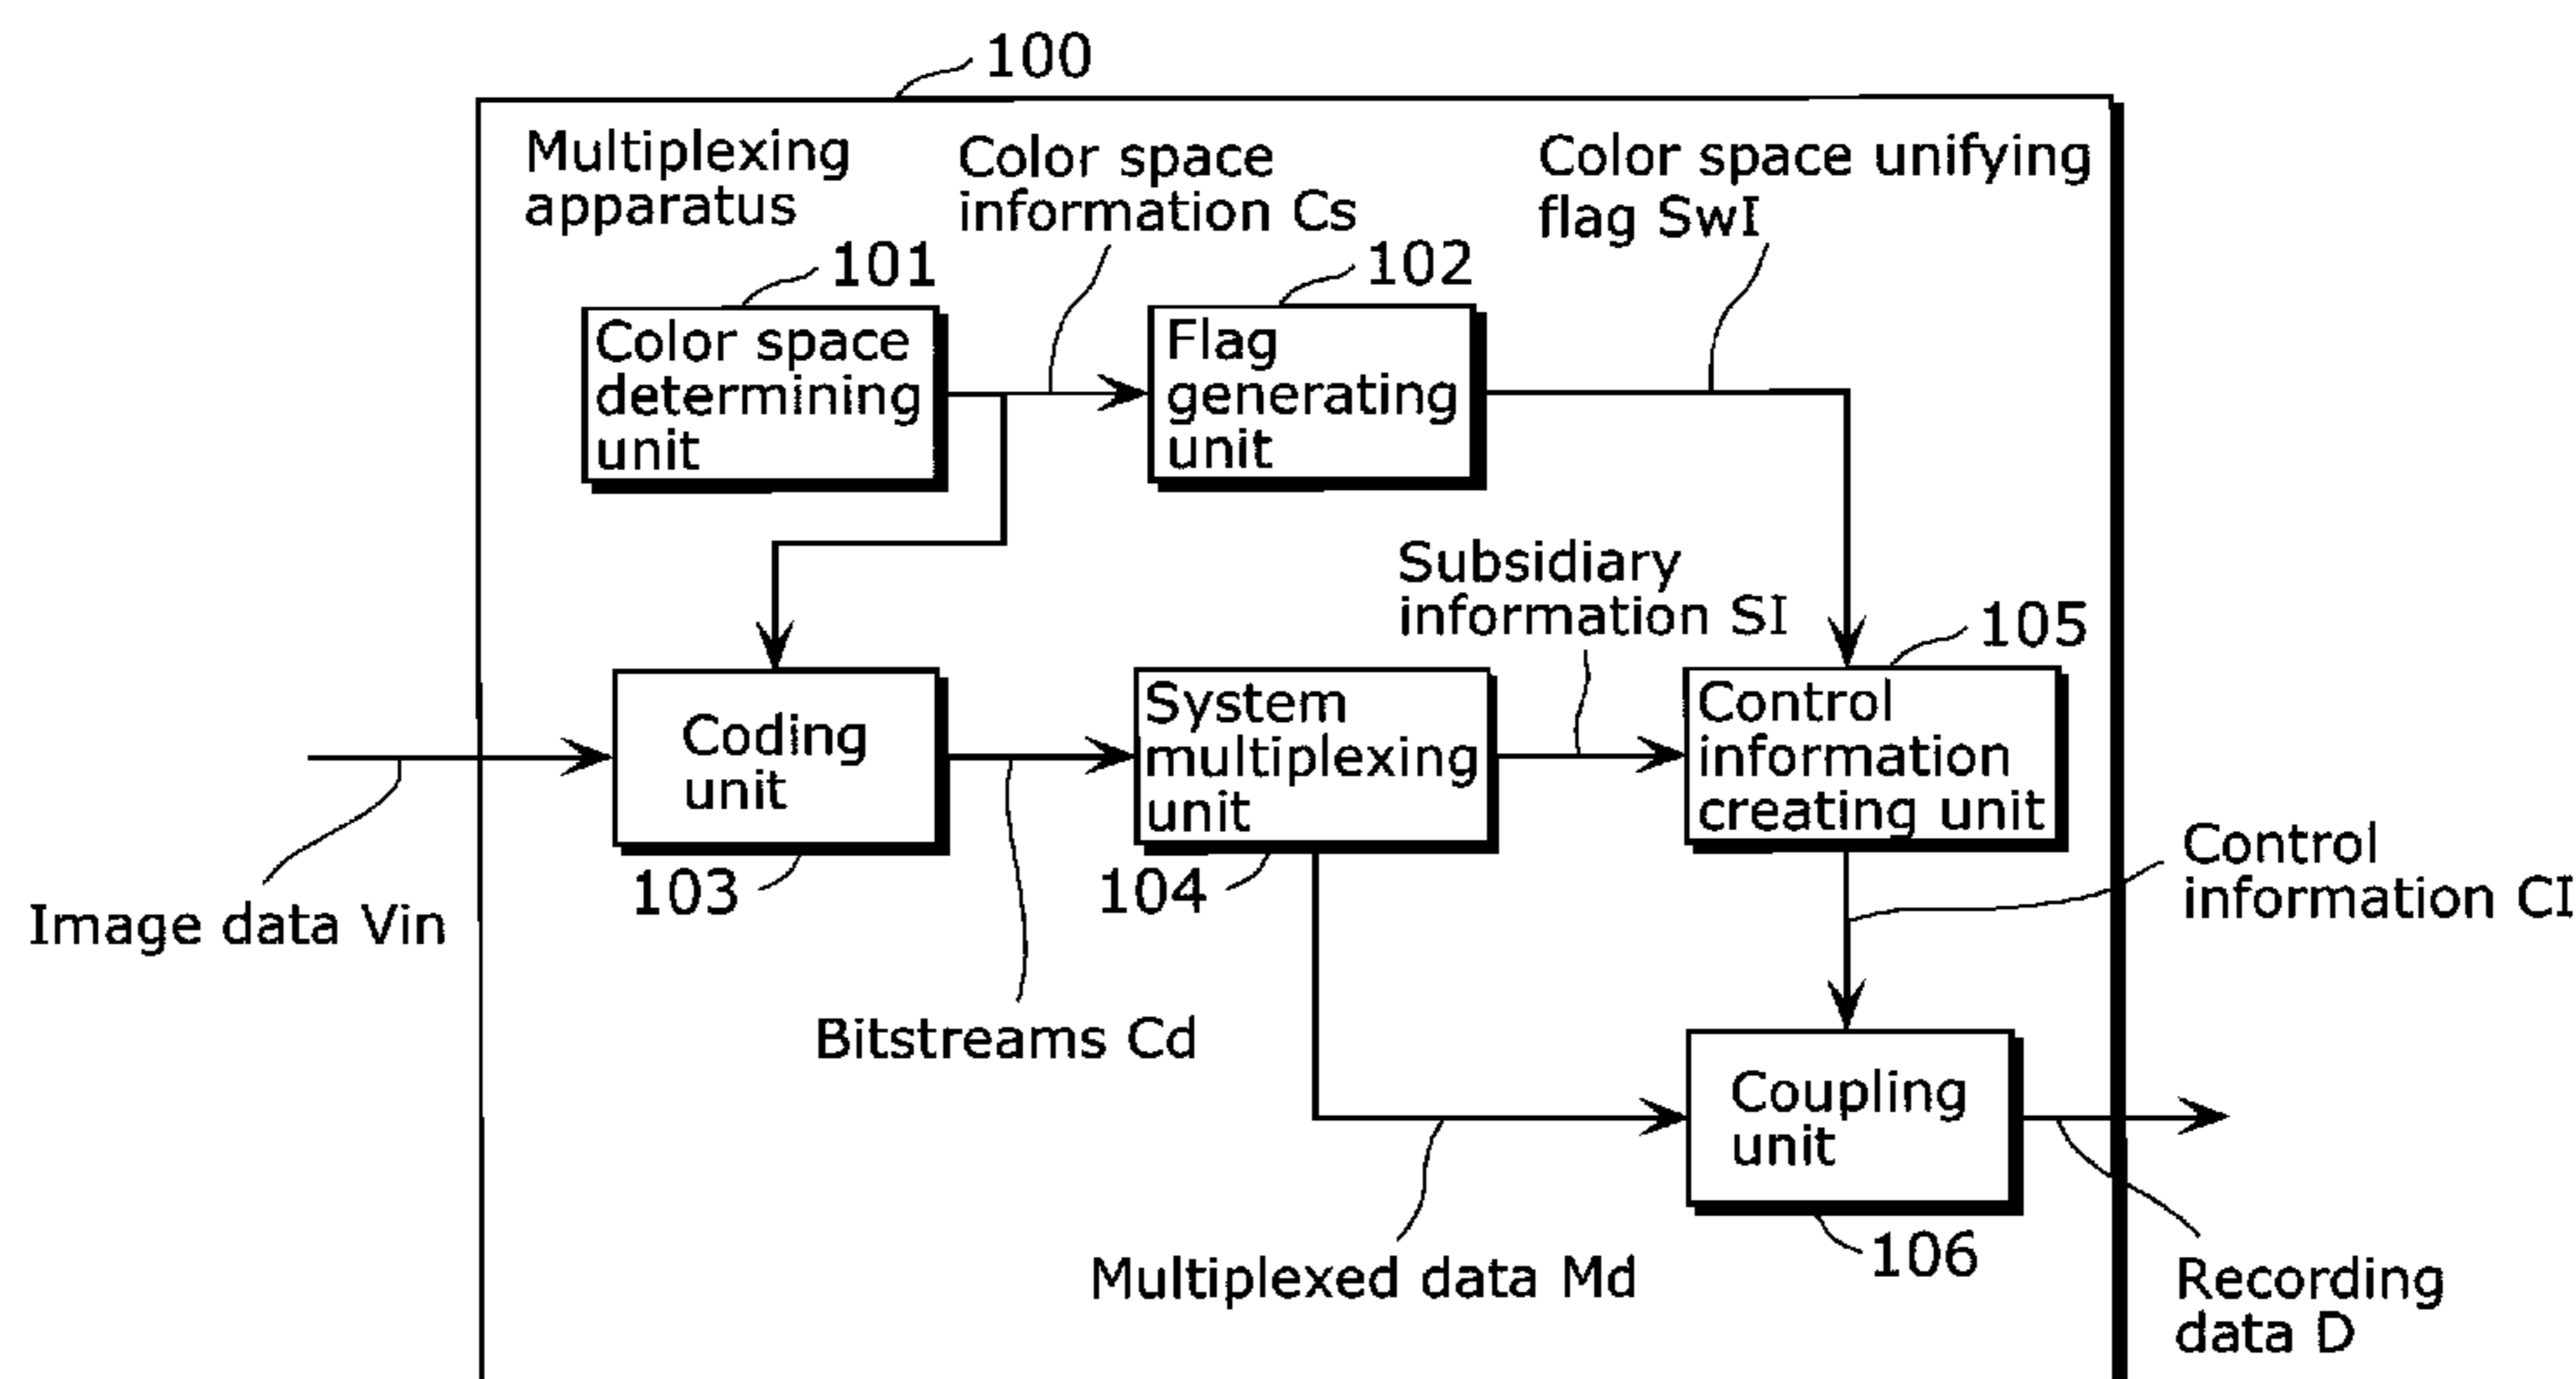 100
Multiplexing
apparatus
Color space
information Cs
Color space unifying
flag SwI
101
102
Color space
determining
unit
Flag
generating
unit
Subsidiary
information SI
105
Coding
unit
System
multiplexing
unit
Control
information
creating unit
103
104
Control
information CI
Image data Vin
Bitstreams Cd
Coupling
unit
106
Multiplexed data Md
Recording
data D